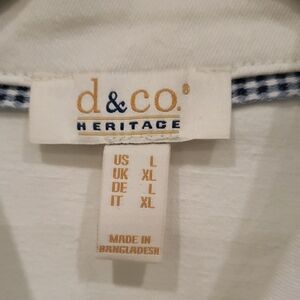 d&co.®
HERITAGE
US L
UK XL
DE L
IT XL
MADE IN
BANGLADESH